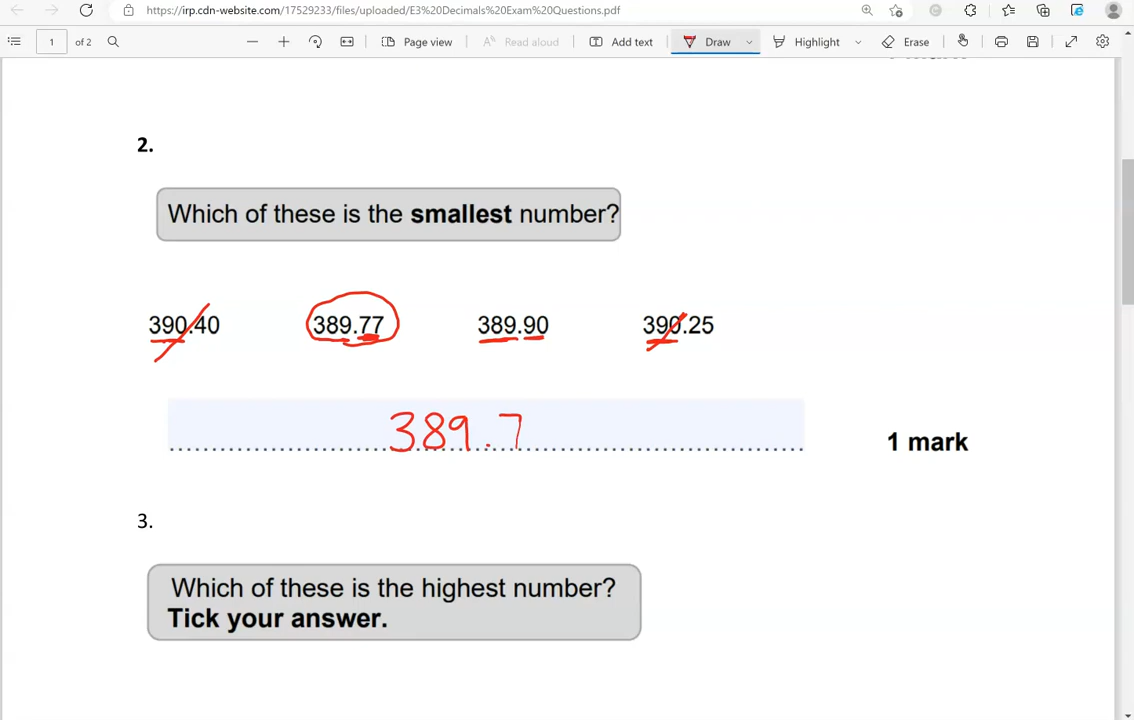 https://irp.cdn-website.com/17529233/files/uploaded/E3%20Decimals%20Exam%20Questions.pdf
1 of 2 Page view Read aloud Add text Draw Highlight Erase
2.
Which of these is the smallest number?
390.40 389.77 389.90 390.25
389.7
1 mark
3.
Which of these is the highest number?
Tick your answer.